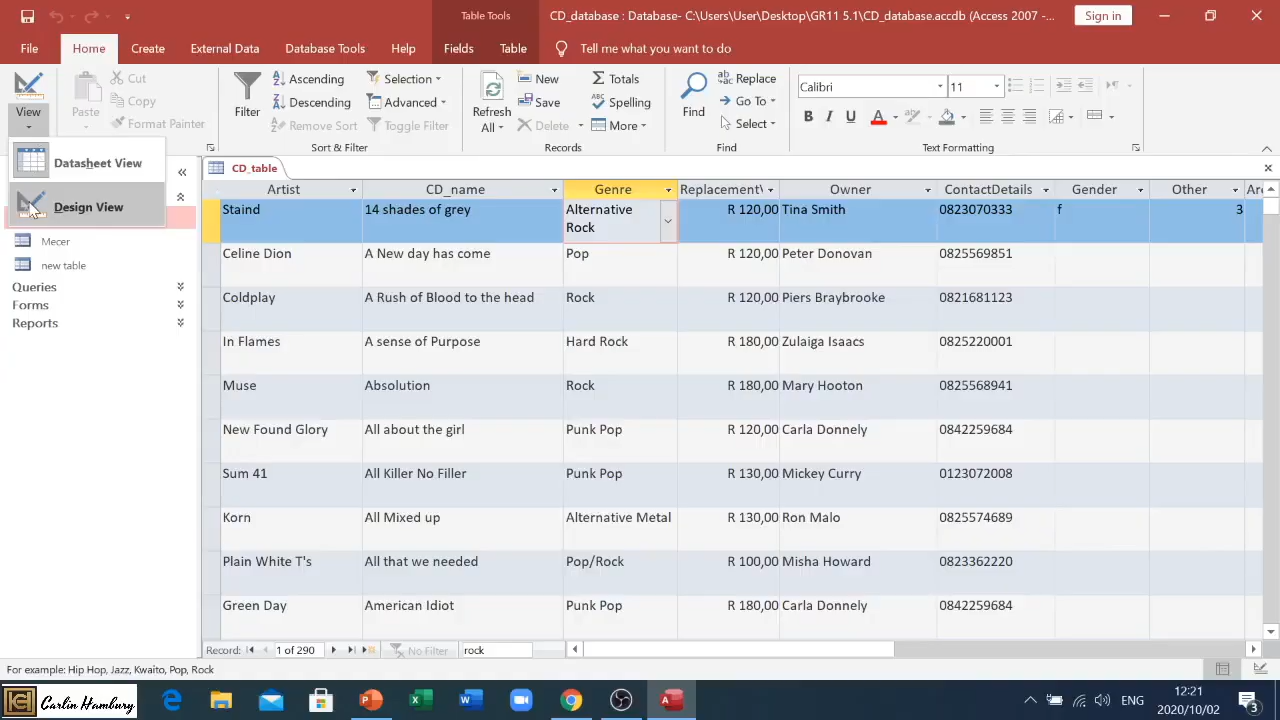 Table Tools
CD_database : Database- C:\Users\User\Desktop\GR11 5.1\CD_database.accdb (Access 2007 - ...
Sign in
File Home Create External Data Database Tools Help Fields Table Tell me what you want to do
View
Paste
Cut
Copy
Format Painter
Filter
Ascending
Descending
Remove Sort
Selection
Advanced
Toggle Filter
Sort & Filter
Refresh
All
New
Save
Delete
Totals
Spelling
More
Records
Find
Replace
Go To
Select
Find
Calibri 11
B I U A
Text Formatting
Datasheet View
Design View
Mecer
new table
Queries
Forms
Reports
CD_table
Artist CD_name Genre Replacement Owner ContactDetails Gender Other
Staind 14 shades of grey Alternative Rock R 120,00 Tina Smith 0823070333 f 3
Celine Dion A New day has come Pop R 120,00 Peter Donovan 0825569851
Coldplay A Rush of Blood to the head Rock R 120,00 Piers Braybrooke 0821681123
In Flames A sense of Purpose Hard Rock R 180,00 Zulaiga Isaacs 0825220001
Muse Absolution Rock R 180,00 Mary Hooton 0825568941
New Found Glory All about the girl Punk Pop R 120,00 Carla Donnely 0842259684
Sum 41 All Killer No Filler Punk Pop R 130,00 Mickey Curry 0123072008
Korn All Mixed up Alternative Metal R 130,00 Ron Malo 0825574689
Plain White T's All that we needed Pop/Rock R 100,00 Misha Howard 0823362220
Green Day American Idiot Punk Pop R 180,00 Carla Donnely 0842259684
Record: 1 of 290 No Filter rock
For example: Hip Hop, Jazz, Kwaito, Pop, Rock
Carlin Hambury
ENG
12:21
2020/10/02
3